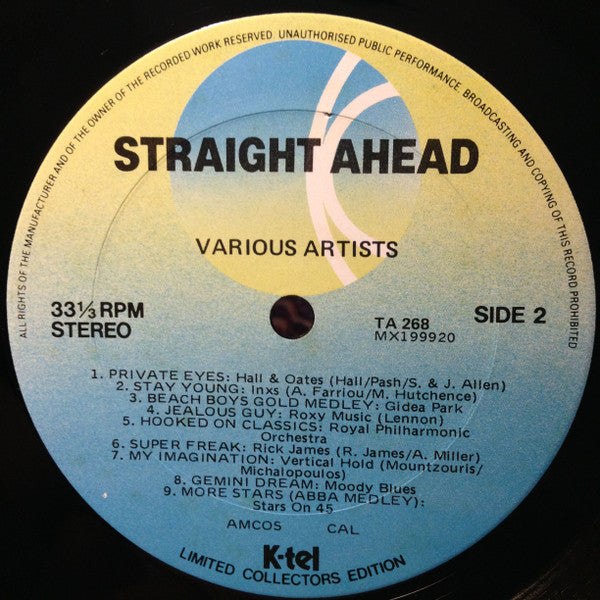 ALL RIGHTS OF THE MANUFACTURER AND OF THE OWNER OF THE RECORDED WORK RESERVED UNAUTHORISED PUBLIC PERFORMANCE BROADCASTING AND COPYING OF THIS RECORD PROHIBITED
STRAIGHT AHEAD
VARIOUS ARTISTS
33⅓ RPM
STEREO
TA 268
MX199920
SIDE 2
1. PRIVATE EYES: Hall & Oates (Hall/Pash/S. & J. Allen)
2. STAY YOUNG: Inxs (A. Farriou/M. Hutchence)
3. BEACH BOYS GOLD MEDLEY: Gidea Park
4. JEALOUS GUY: Roxy Music (Lennon)
5. HOOKED ON CLASSICS: Royal Philharmonic
Orchestra
6. SUPER FREAK: Rick James (R. James/A. Miller)
7. MY IMAGINATION: Vertical Hold (Mountzouris/
Michalopoulos)
8. GEMINI DREAM: Moody Blues
9. MORE STARS (ABBA MEDLEY):
Stars On 45
AMCOS CAL
K-tel
LIMITED COLLECTORS EDITION